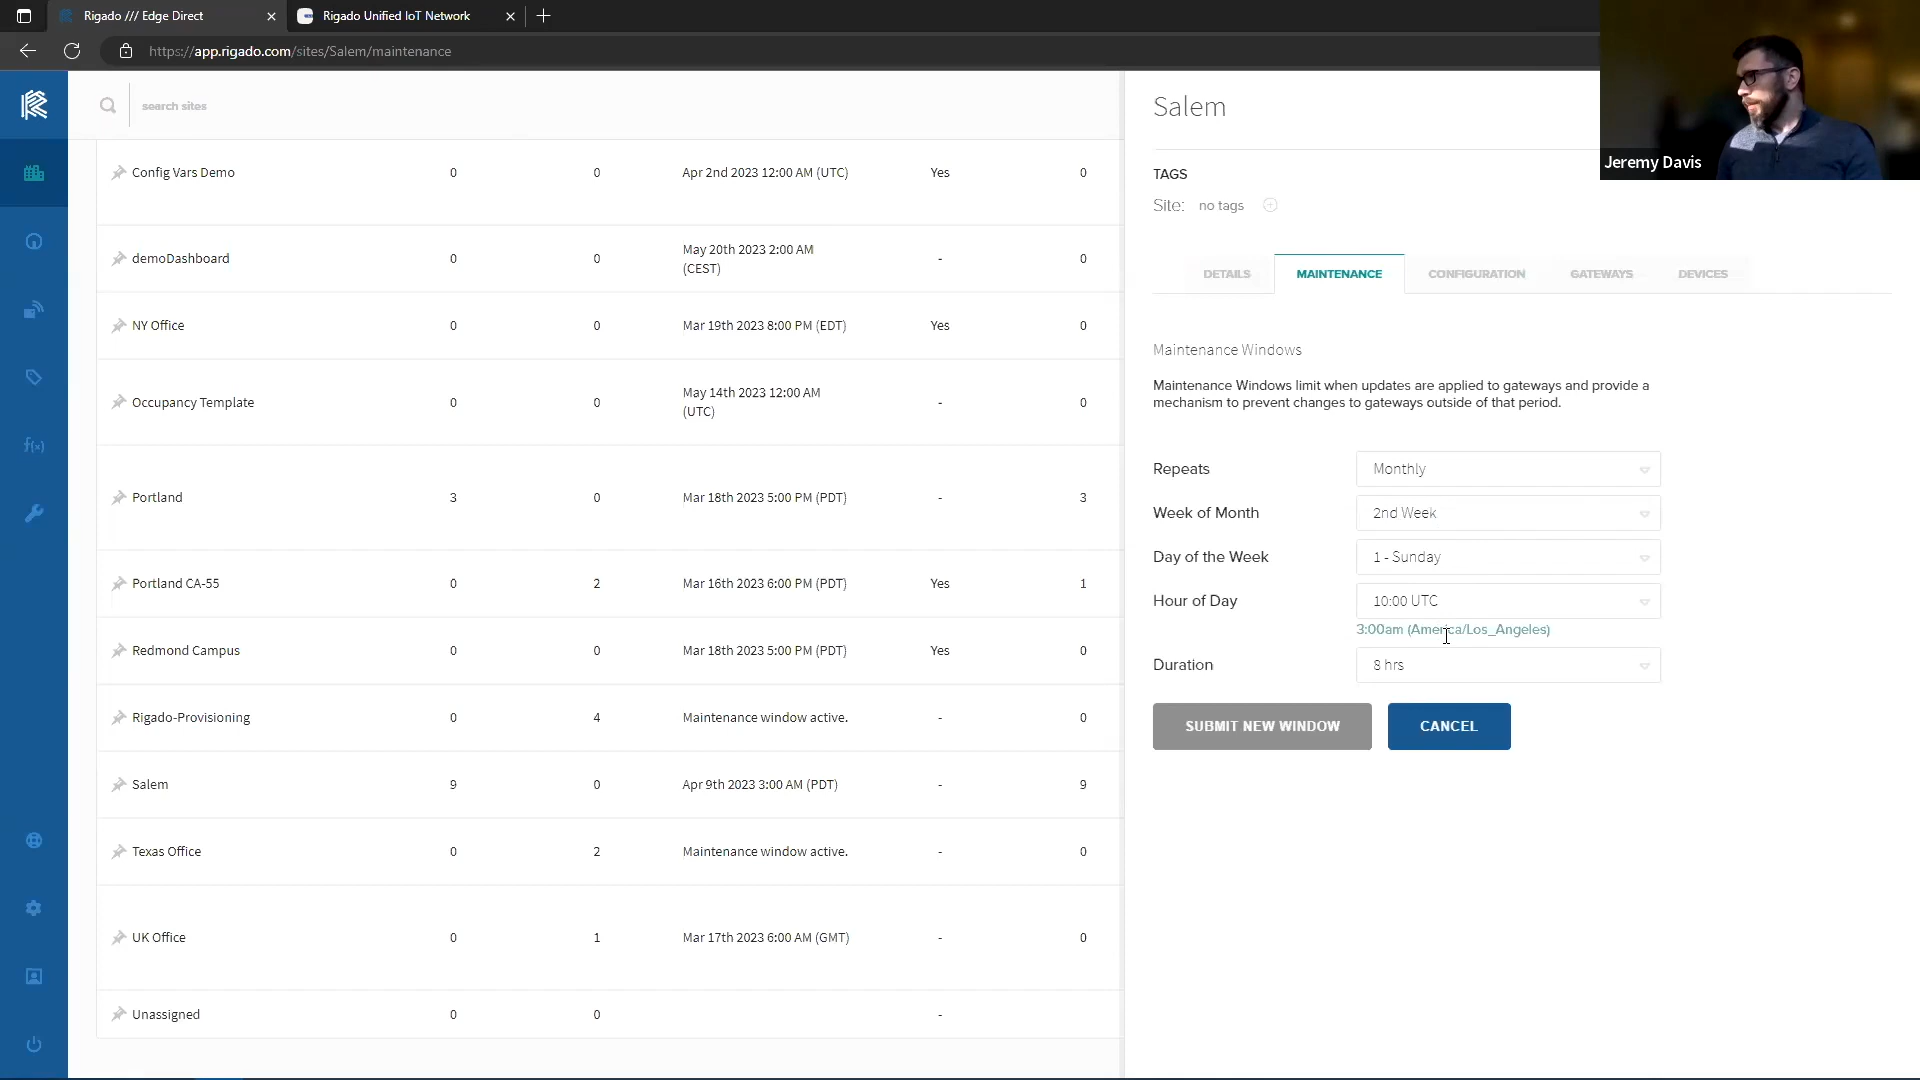 Rigado /// Edge Direct
Rigado Unified IoT Network
https://app.rigado.com/sites/Salem/maintenance
search sites
Config Vars Demo 0 0 Apr 2nd 2023 12:00 AM (UTC) Yes 0
demoDashboard 0 0 May 20th 2023 2:00 AM (CEST) - 0
NY Office 0 0 Mar 19th 2023 8:00 PM (EDT) Yes 0
Occupancy Template 0 0 May 14th 2023 12:00 AM (UTC) - 0
Portland 3 0 Mar 18th 2023 5:00 PM (PDT) - 3
Portland CA-55 0 2 Mar 16th 2023 6:00 PM (PDT) Yes 1
Redmond Campus 0 0 Mar 18th 2023 5:00 PM (PDT) Yes 0
Rigado-Provisioning 0 4 Maintenance window active. - 0
Salem 9 0 Apr 9th 2023 3:00 AM (PDT) - 9
Texas Office 0 2 Maintenance window active. - 0
UK Office 0 1 Mar 17th 2023 6:00 AM (GMT) - 0
Unassigned 0 0 -
f(x)
Salem
TAGS
Site: no tags
DETAILS MAINTENANCE CONFIGURATION GATEWAYS DEVICES
Maintenance Windows
Maintenance Windows limit when updates are applied to gateways and provide a
mechanism to prevent changes to gateways outside of that period.
Repeats Monthly
Week of Month 2nd Week
Day of the Week 1 - Sunday
Hour of Day 10:00 UTC
3:00am (America/Los_Angeles)
Duration 8 hrs
SUBMIT NEW WINDOW CANCEL
Jeremy Davis